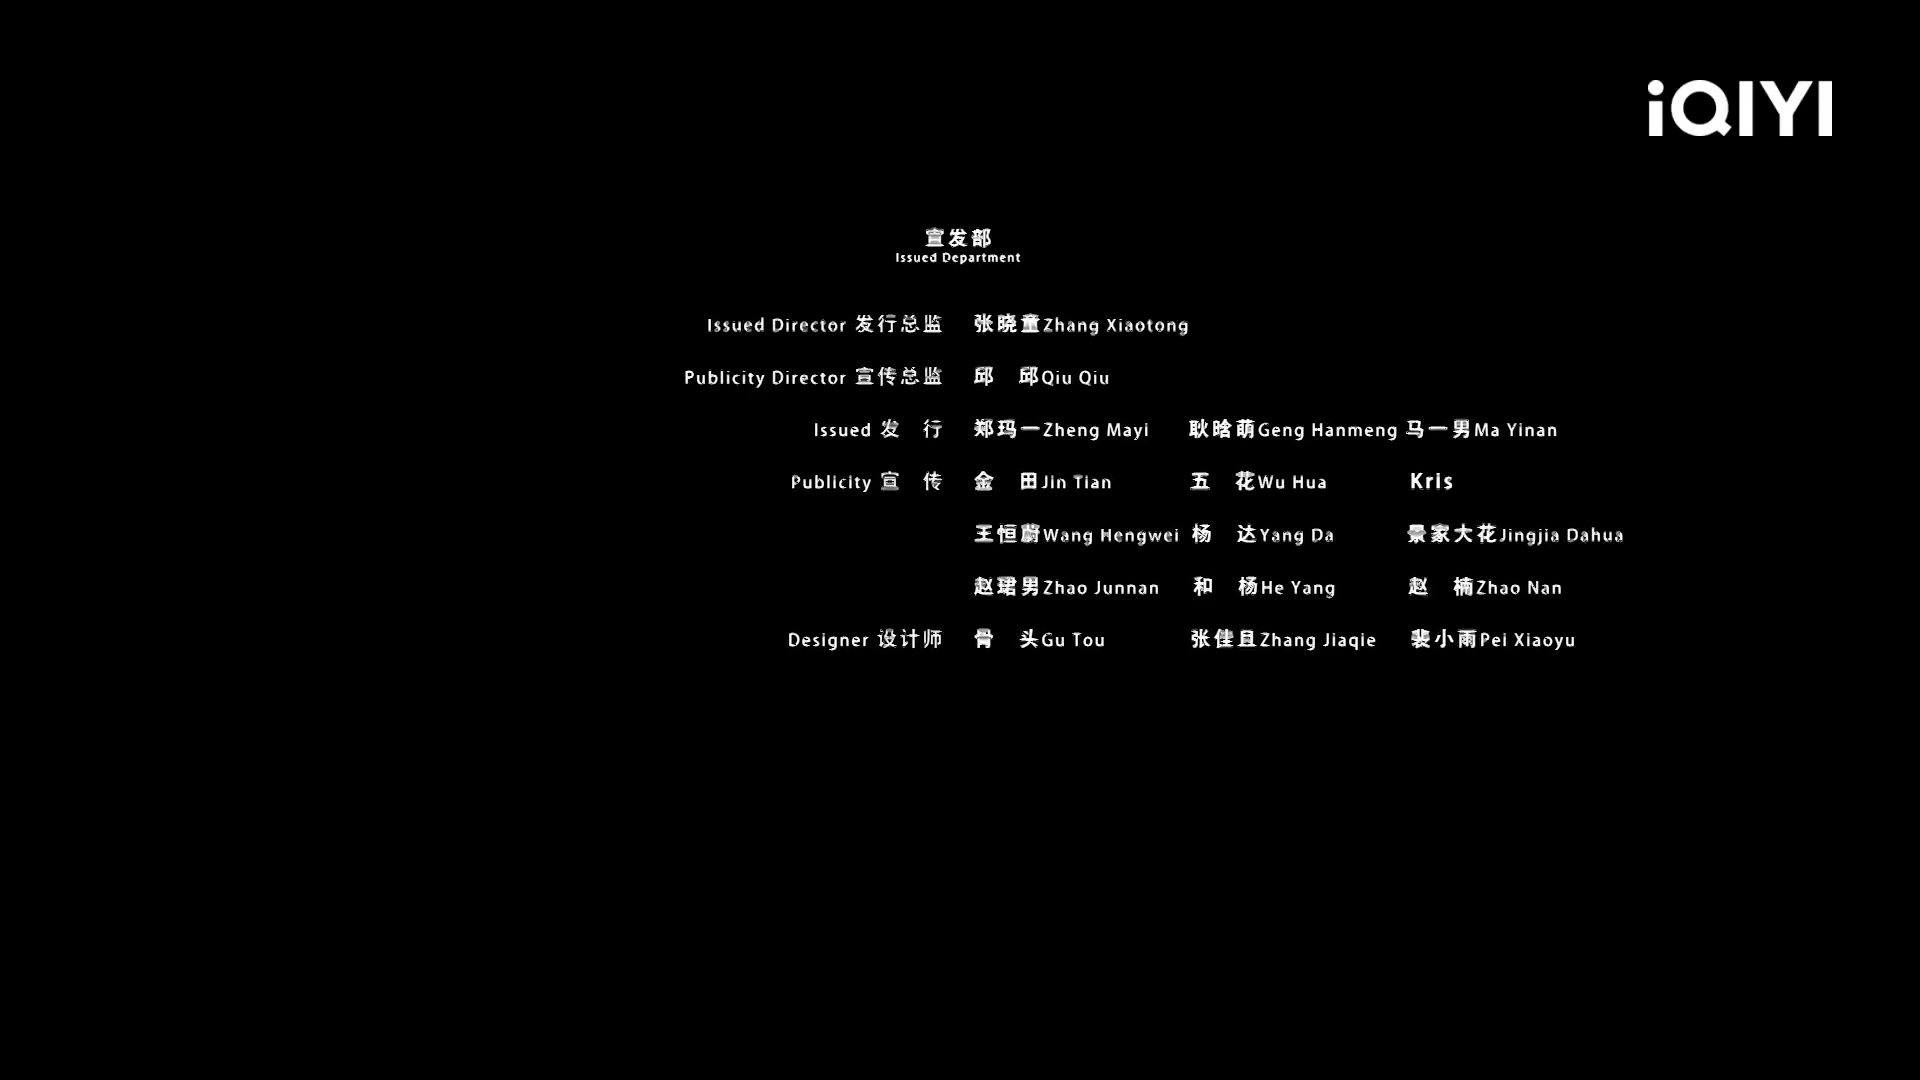 iQIYI
宣发部
Issued Department
Issued Director 发行总监 张晓童Zhang Xiaotong
Publicity Director 宣传总监 邱 邱Qiu Qiu
Issued 发 行 郑玛一Zheng Mayi 耿晗萌Geng Hanmeng 马一男Ma Yinan
Publicity 宣 传 金 田Jin Tian 五 花Wu Hua Kris
王恒蔚Wang Hengwei 杨 达Yang Da 景家大花Jingjia Dahua
赵珺男Zhao Junnan 和 杨He Yang 赵 楠Zhao Nan
Designer 设计师 骨 头Gu Tou 张佳且Zhang Jiaqie 裴小雨Pei Xiaoyu